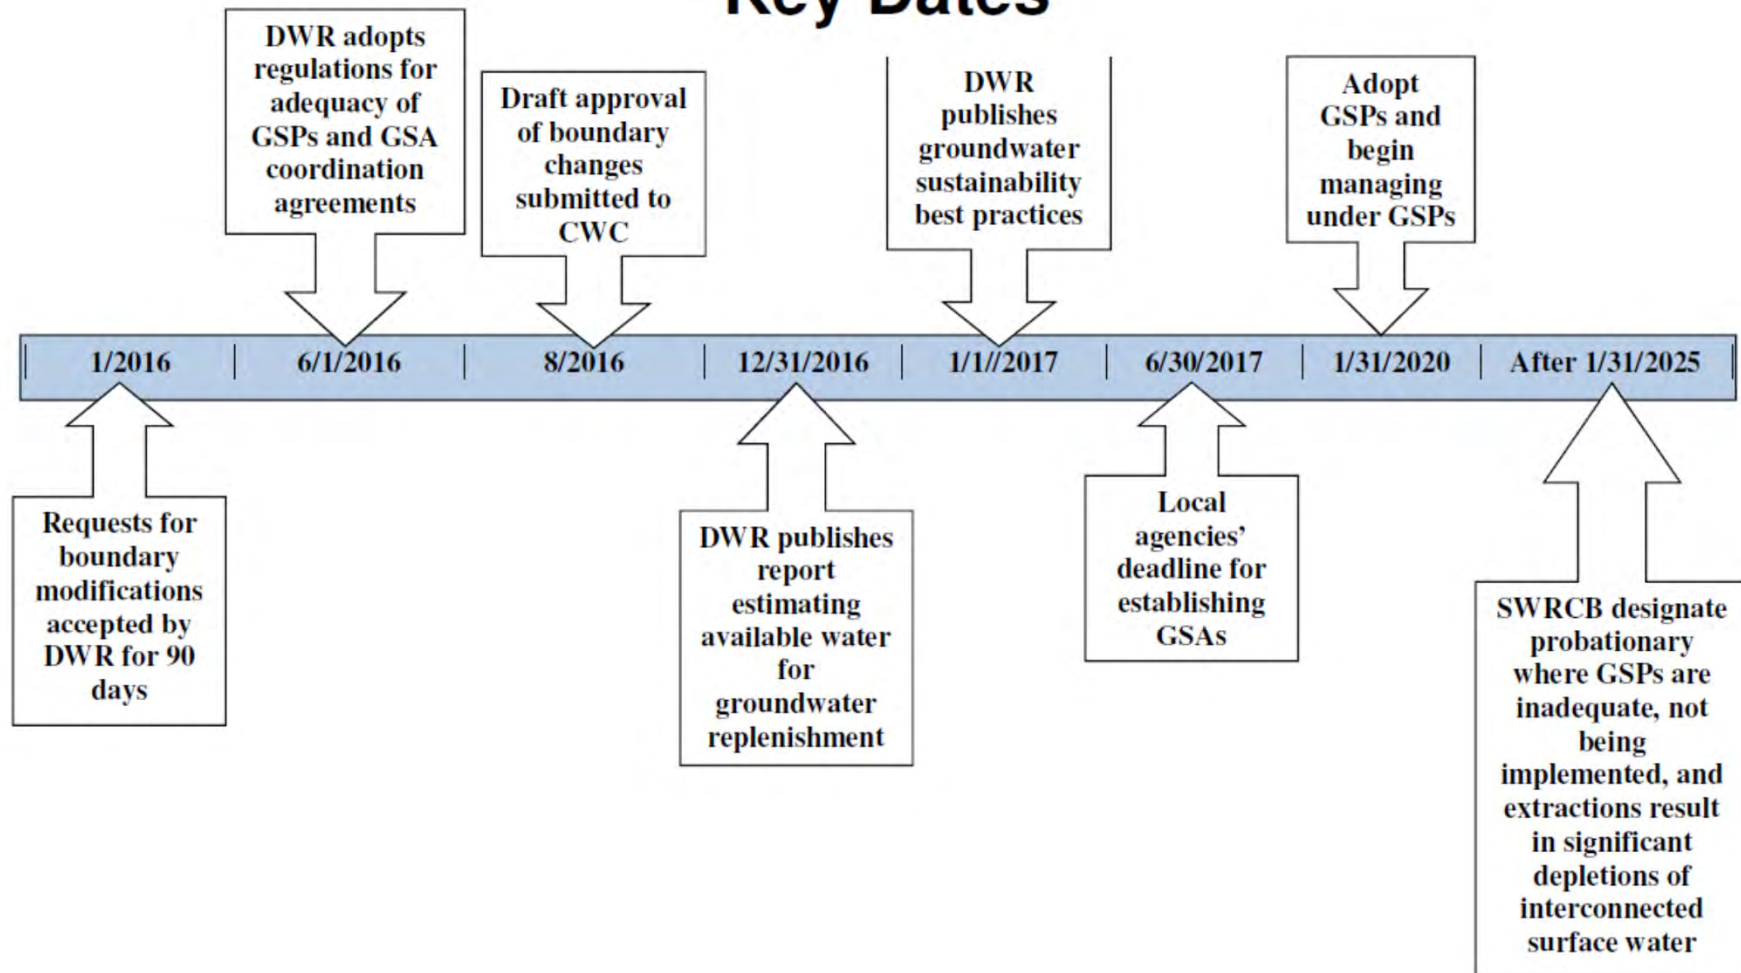 Key Dates
DWR adopts
regulations for
adequacy of
GSPs and GSA
coordination
agreements
Draft approval
of boundary
changes
submitted to
CWC
DWR
publishes
groundwater
sustainability
best practices
Adopt
GSPs and
begin
managing
under GSPs
1/2016
6/1/2016
8/2016
12/31/2016
1/1//2017
6/30/2017
1/31/2020
After 1/31/2025
Requests for
boundary
modifications
accepted by
DWR for 90
days
DWR publishes
report
estimating
available water
for
groundwater
replenishment
Local
agencies’
deadline for
establishing
GSAs
SWRCB designate
probationary
where GSPs are
inadequate, not
being
implemented, and
extractions result
in significant
depletions of
interconnected
surface water